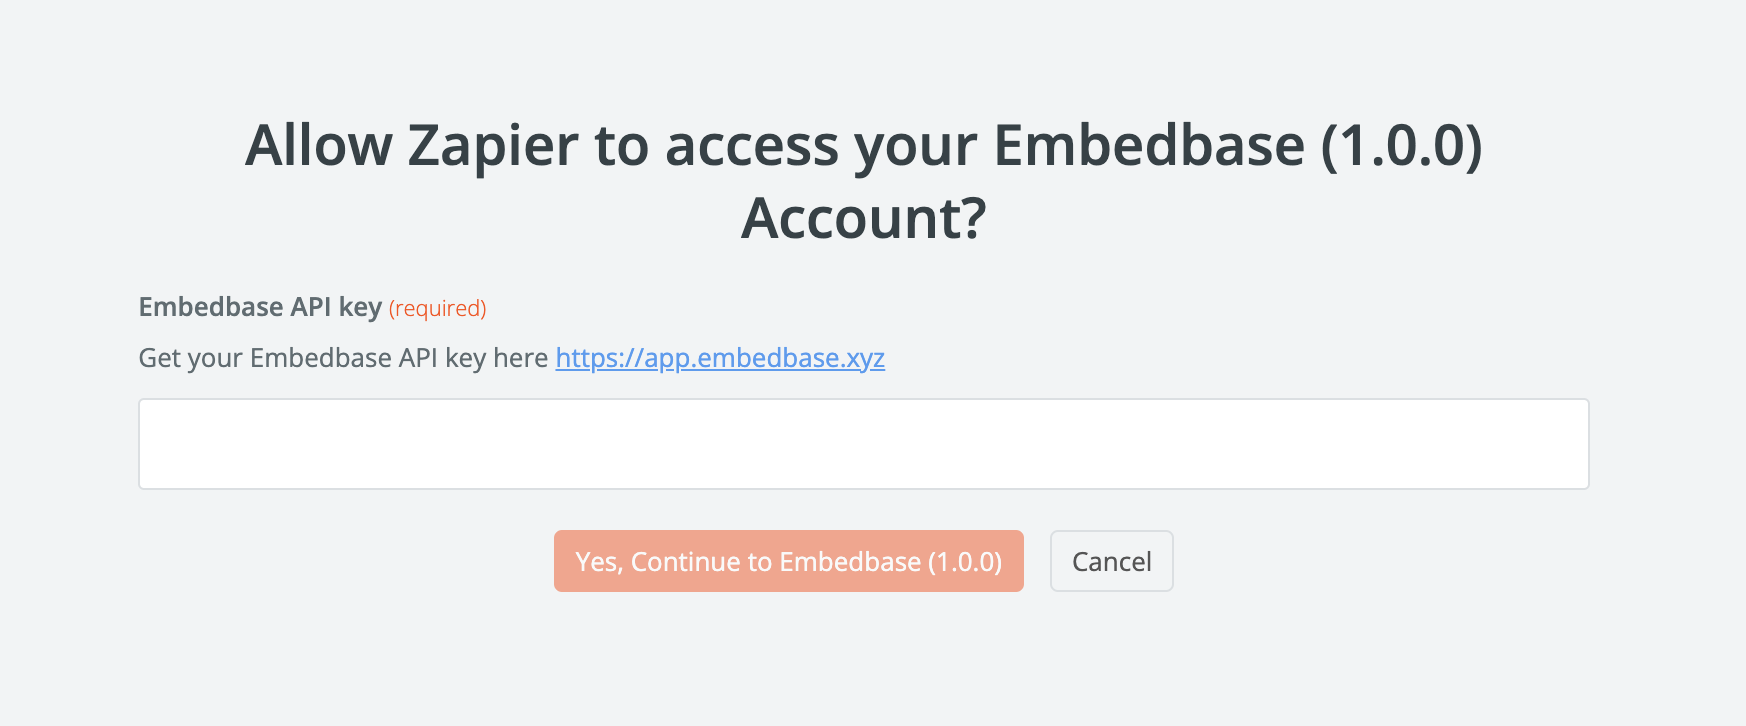 Allow Zapier to access your Embedbase (1.0.0)
Account?
Embedbase API key (required)
Get your Embedbase API key here https://app.embedbase.xyz
Yes, Continue to Embedbase (1.0.0)
Cancel